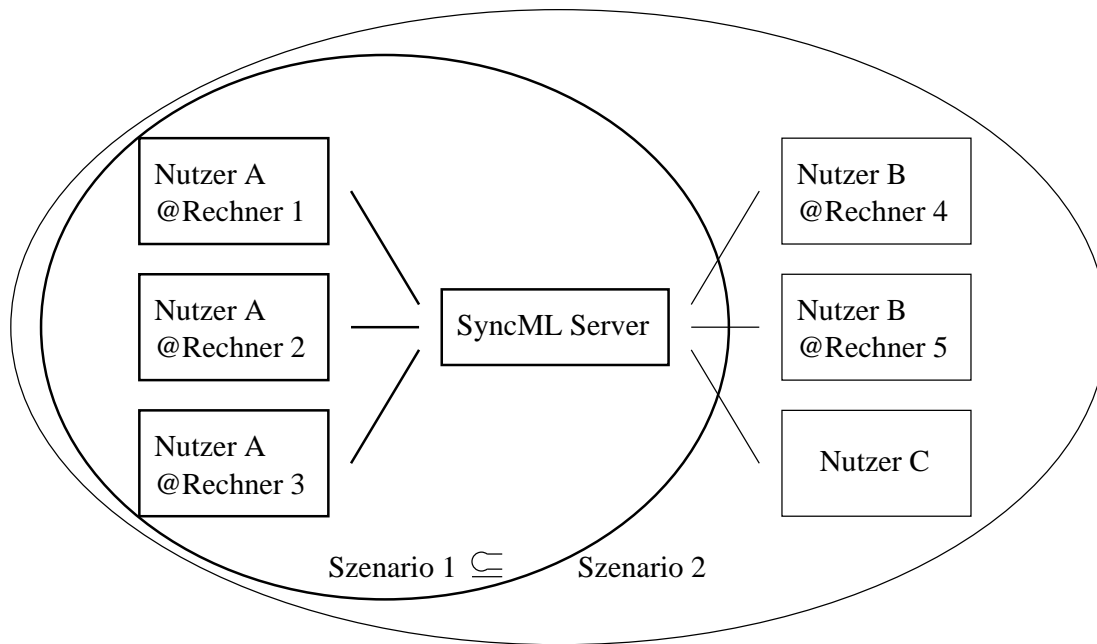 Nutzer A
@Rechner 1
Nutzer A
@Rechner 2
Nutzer A
@Rechner 3
SyncML Server
Nutzer B
@Rechner 4
Nutzer B
@Rechner 5
Nutzer C
Szenario 1 ⊆ Szenario 2